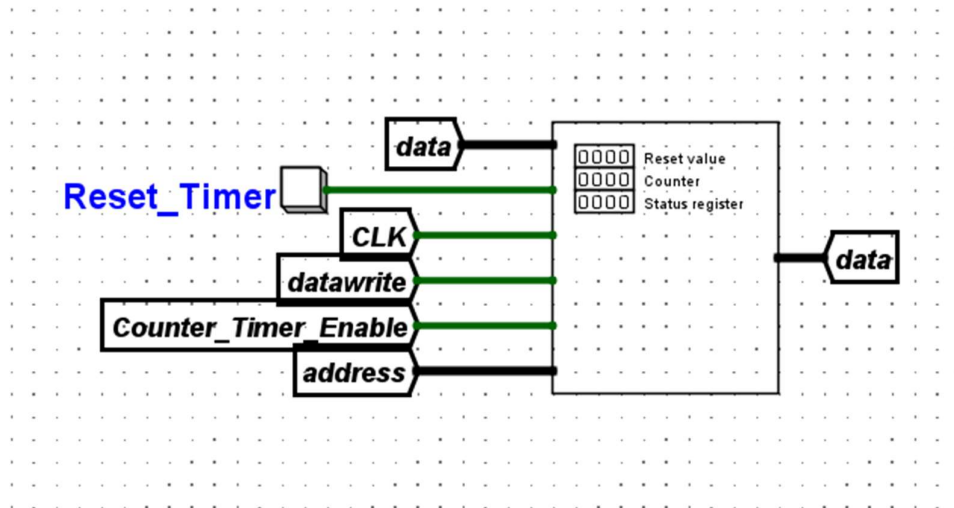 data
0000 Reset value
Reset_Timer
0000 Counter
0000 Status register
CLK
data
datawrite
Counter_Timer_Enable
address